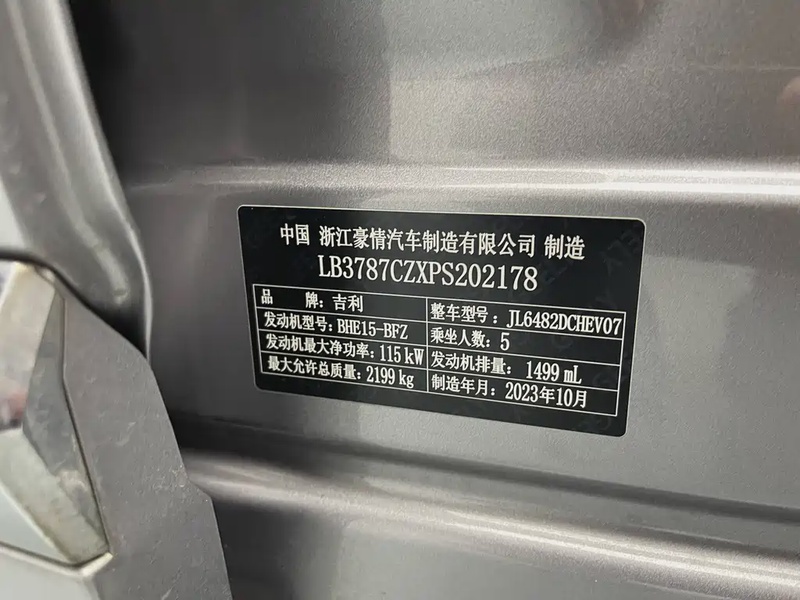 中国 浙江豪情汽车制造有限公司 制造
LB3787CZXPS202178
品 牌：吉利 整车型号：JL6482DCHEV07
发动机型号：BHE15-BFZ 乘坐人数：5
发动机最大净功率：115 kW 发动机排量：1499 mL
最大允许总质量：2199 kg 制造年月：2023年10月